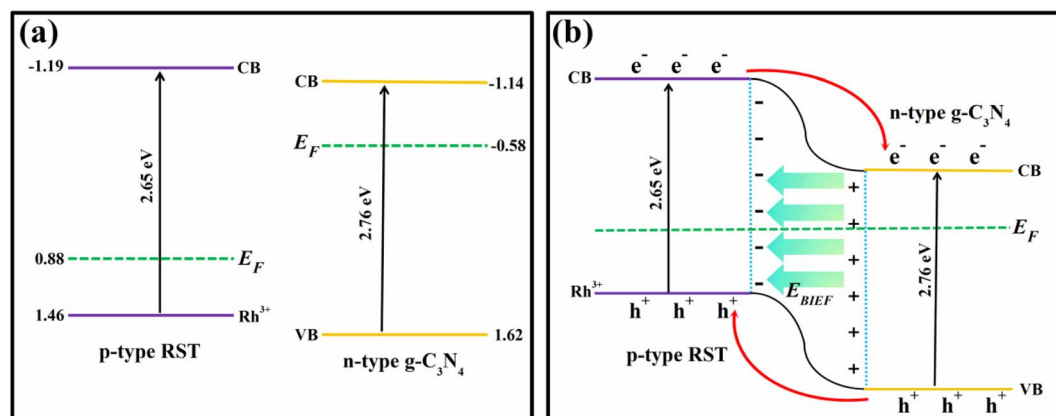 (a)
-1.19
CB
2.65 eV
0.88
E_F
1.46
Rh³⁺
p-type RST
CB
-1.14
E_F
-0.58
2.76 eV
VB
1.62
n-type g-C₃N₄
(b)
e⁻ e⁻ e⁻
CB
n-type g-C₃N₄
e⁻ e⁻ e⁻
CB
2.65 eV
- - - - - -
+ + + + + +
E_F
2.76 eV
Rh³⁺
E_BIEF
h⁺ h⁺ h⁺
p-type RST
VB
h⁺ h⁺ h⁺